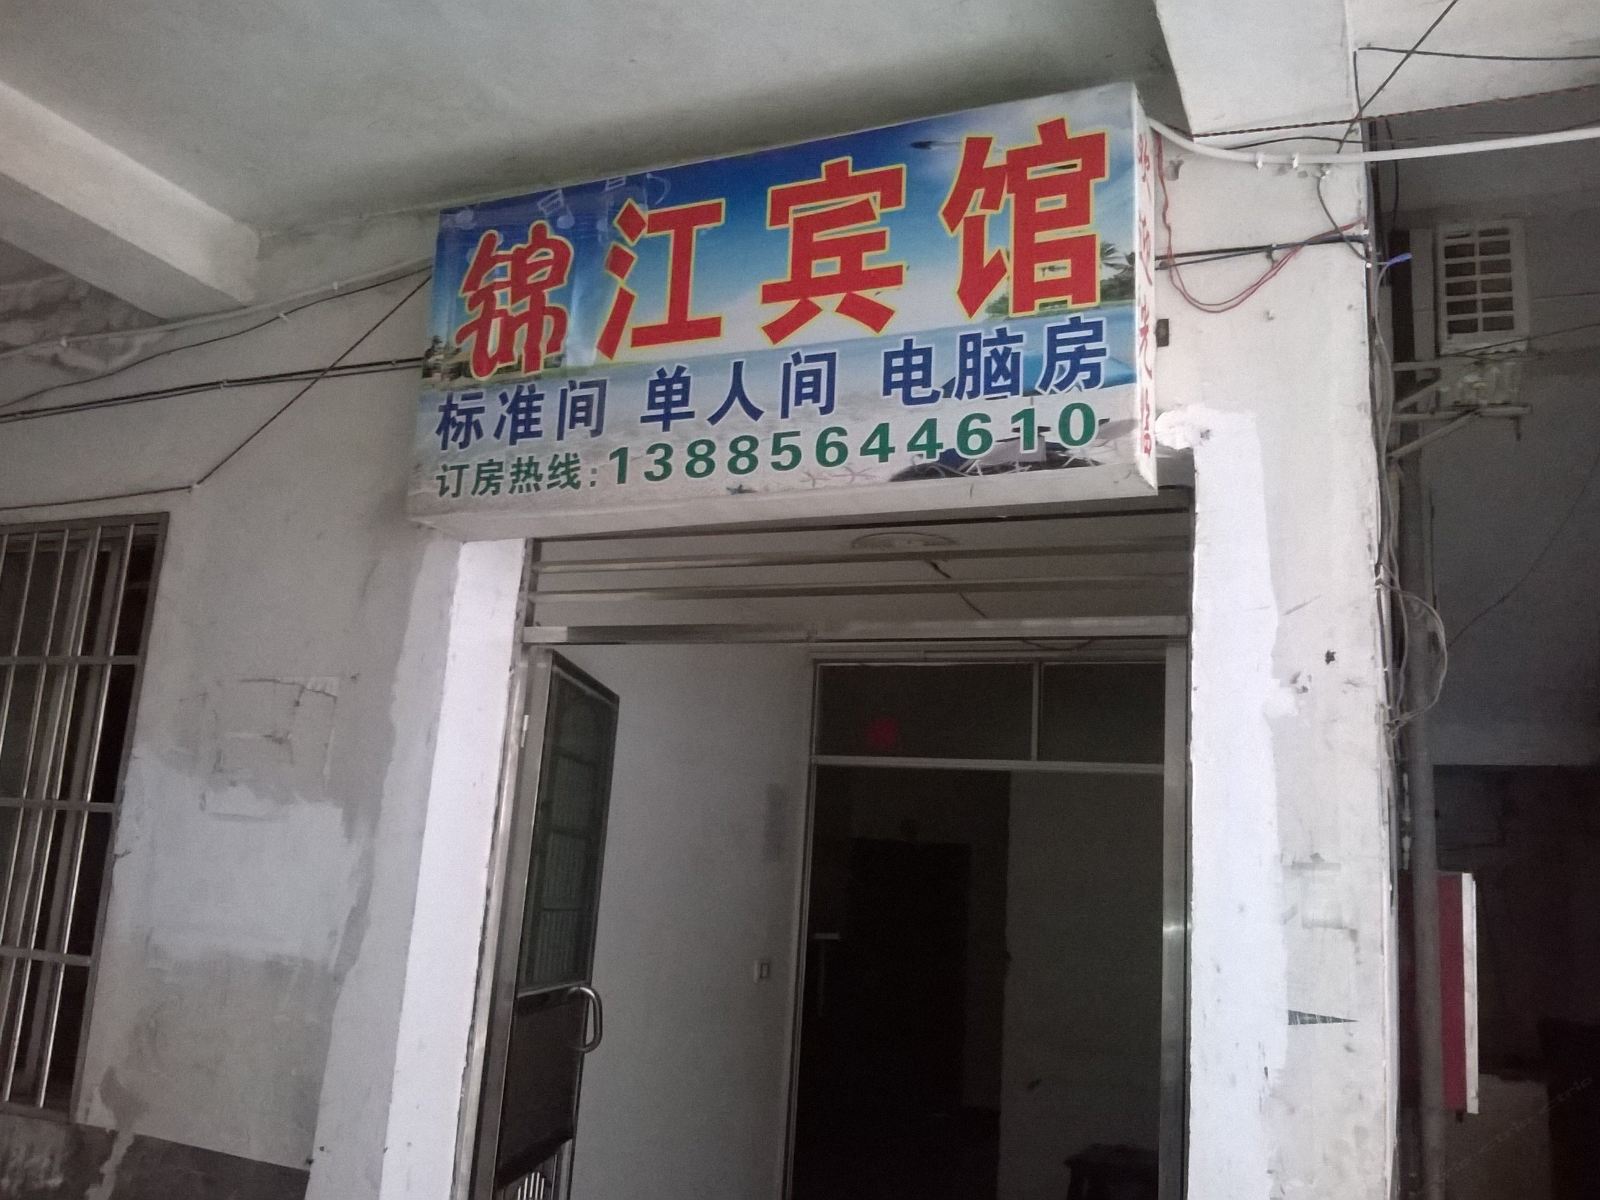 锦江宾馆
标准间 单人间 电脑房
订房热线:13885644610